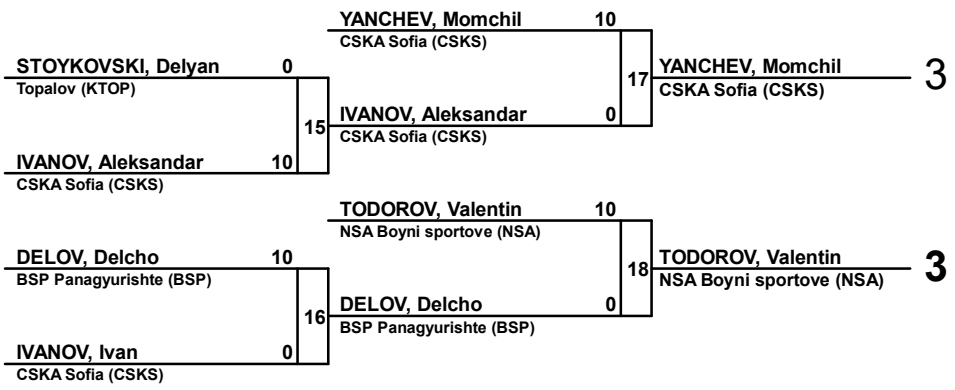 YANCHEV, Momchil 10
CSKA Sofia (CSKS)
STOYKOVSKI, Delyan 0
Topalov (KTOP)
17
YANCHEV, Momchil
CSKA Sofia (CSKS)
3
15
IVANOV, Aleksandar 0
CSKA Sofia (CSKS)
IVANOV, Aleksandar 10
CSKA Sofia (CSKS)
TODOROV, Valentin 10
NSA Boyni sportove (NSA)
DELOV, Delcho 10
BSP Panagyurishte (BSP)
18
TODOROV, Valentin
NSA Boyni sportove (NSA)
3
16
DELOV, Delcho 0
BSP Panagyurishte (BSP)
IVANOV, Ivan 0
CSKA Sofia (CSKS)